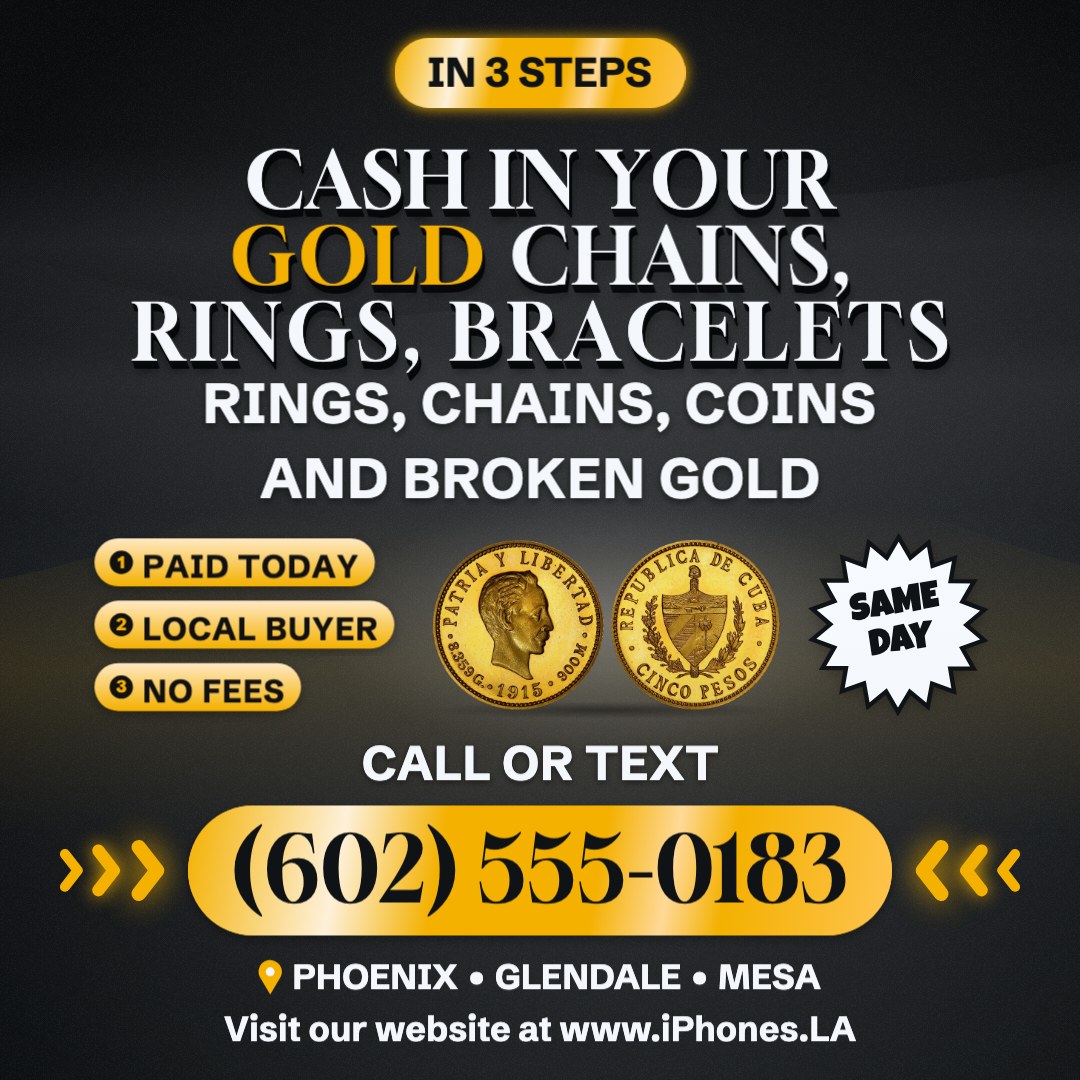 IN 3 STEPS
CASH IN YOUR
GOLD CHAINS,
RINGS, BRACELETS
RINGS, CHAINS, COINS
AND BROKEN GOLD
1 PAID TODAY
2 LOCAL BUYER
3 NO FEES
PATRIA Y LIBERTAD
8.359G. • 1915 • 900M
REPUBLICA DE CUBA
CINCO PESOS
SAME
DAY
CALL OR TEXT
(602) 555-0183
PHOENIX • GLENDALE • MESA
Visit our website at www.iPhones.LA